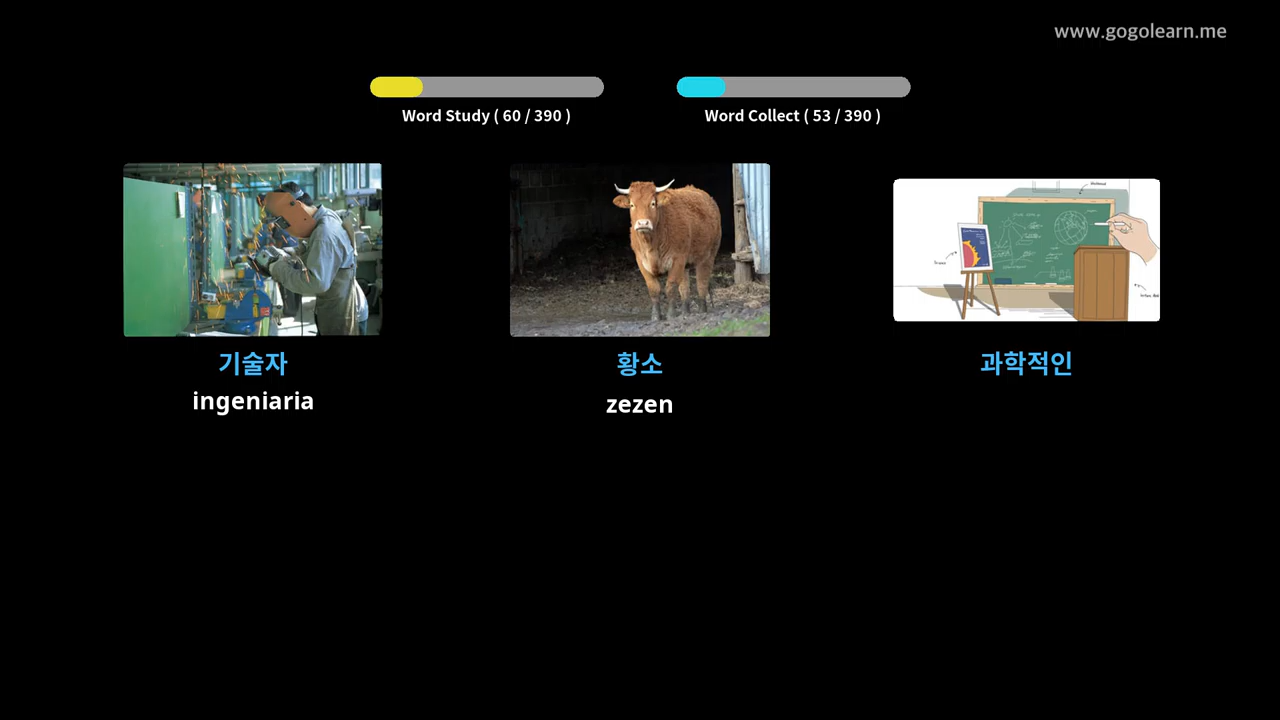 www.gogolearn.me
Word Study ( 60 / 390 )
Word Collect ( 53 / 390 )
기술자
황소
과학적인
ingeniaria
zezen